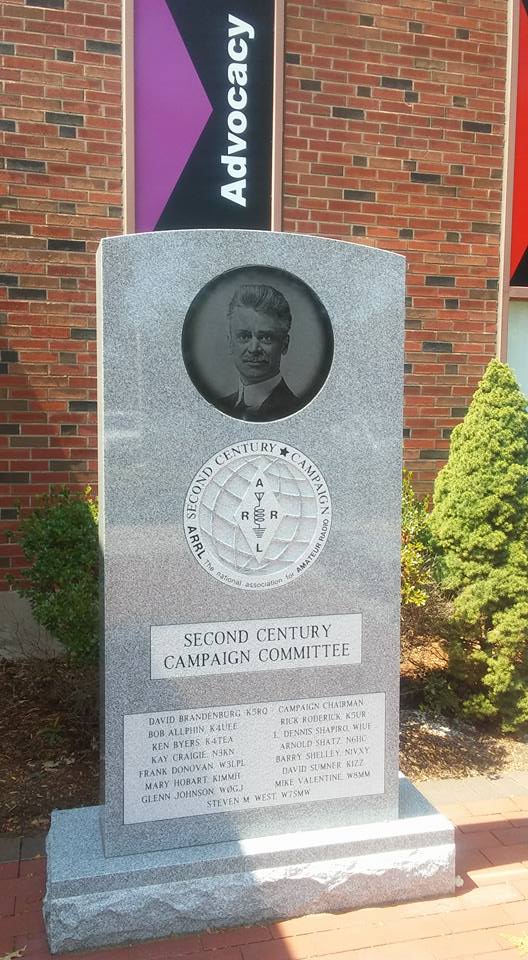 Advocacy
SECOND CENTURY ★ CAMPAIGN
A
R R
L
ARRL The national association for AMATEUR RADIO
SECOND CENTURY
CAMPAIGN COMMITTEE
DAVID BRANDENBURG K5RQ - CAMPAIGN CHAIRMAN
BOB ALLPHIN, K4UEE RICK RODERICK, K5UR
KEN BYERS, K4TEA I. DENNIS SHAPIRO, W1UF
KAY CRAIGIE, N3KN ARNOLD SHATZ, N6HC
FRANK DONOVAN, W3LPL BARRY SHELLEY, N1VXY
MARY HOBART, K1MMH DAVID SUMNER K1ZZ
GLENN JOHNSON, WØGJ MIKE VALENTINE, W8MM
STEVEN M. WEST, W7SMW